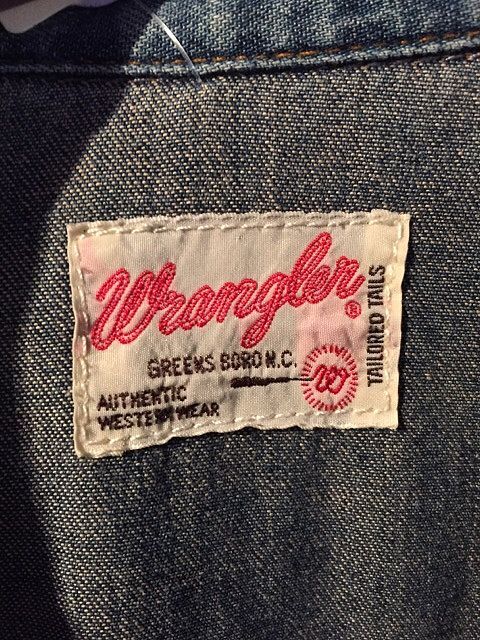 Wrangler®
GREENS BORO N.C.
AUTHENTIC
WESTERN WEAR
W
TAILORED TAILS